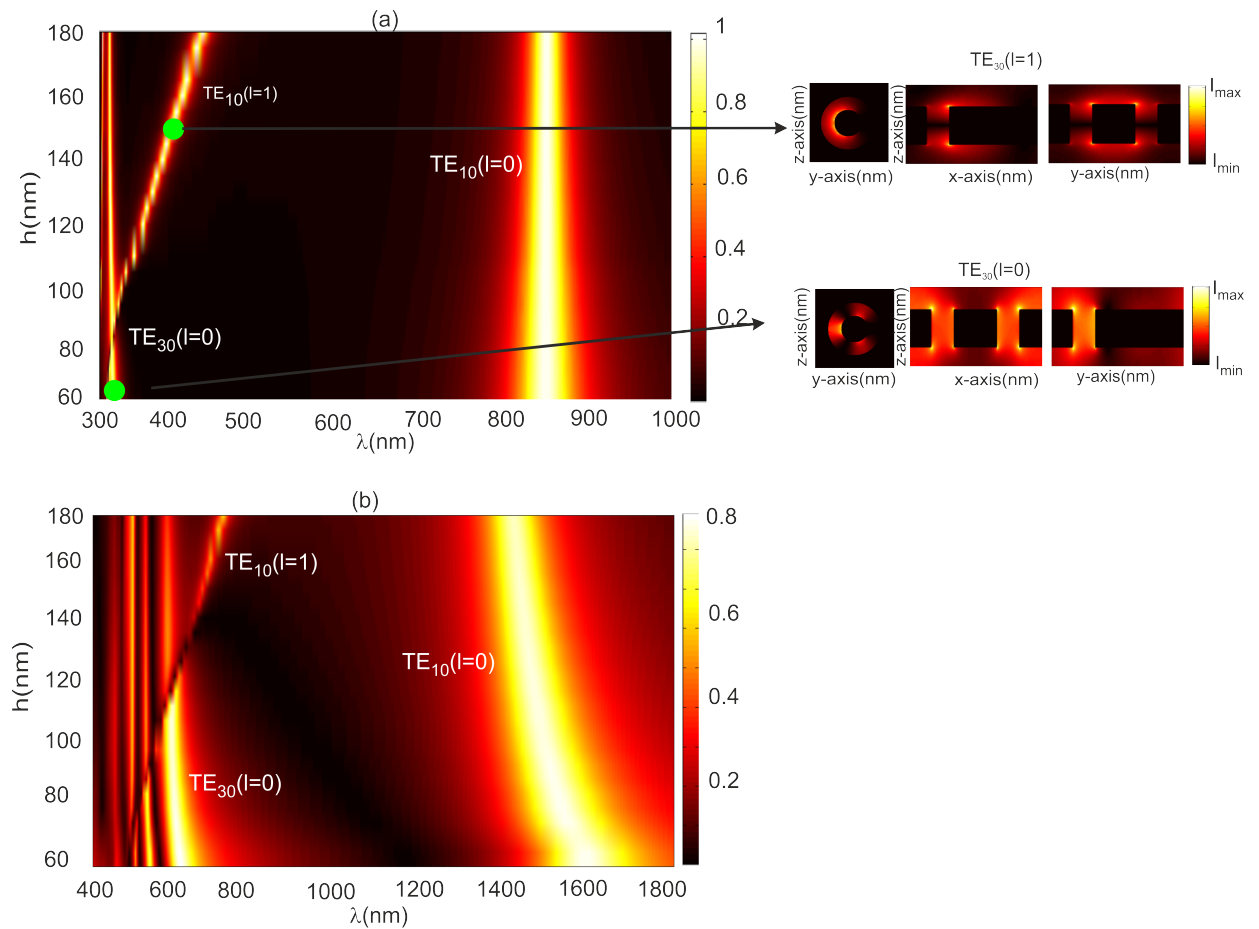 (a)
180
160
140
120
100
80
60
h(nm)
TE10(l=1)
TE10(l=0)
TE30(l=0)
300 400 500 600 700 800 900 1000
λ(nm)
1
0.8
0.6
0.4
0.2
TE30(l=1)
z-axis(nm)
y-axis(nm)
z-axis(nm)
x-axis(nm)
y-axis(nm)
Imax
Imin
TE30(l=0)
z-axis(nm)
y-axis(nm)
z-axis(nm)
x-axis(nm)
y-axis(nm)
Imax
Imin
(b)
180
160
140
120
100
80
60
h(nm)
TE10(l=1)
TE10(l=0)
TE30(l=0)
400 600 800 1000 1200 1400 1600 1800
λ(nm)
0.8
0.6
0.4
0.2